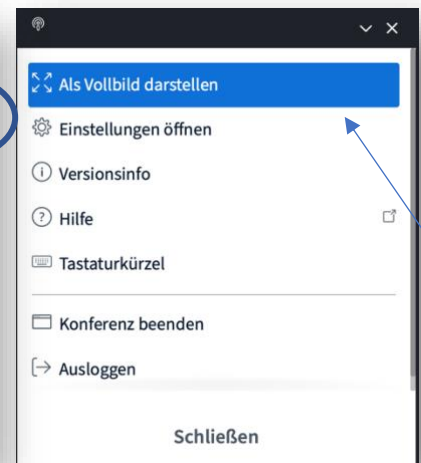 Als Vollbild darstellen
Einstellungen öffnen
Versionsinfo
Hilfe
Tastaturkürzel
Konferenz beenden
Ausloggen
Schließen